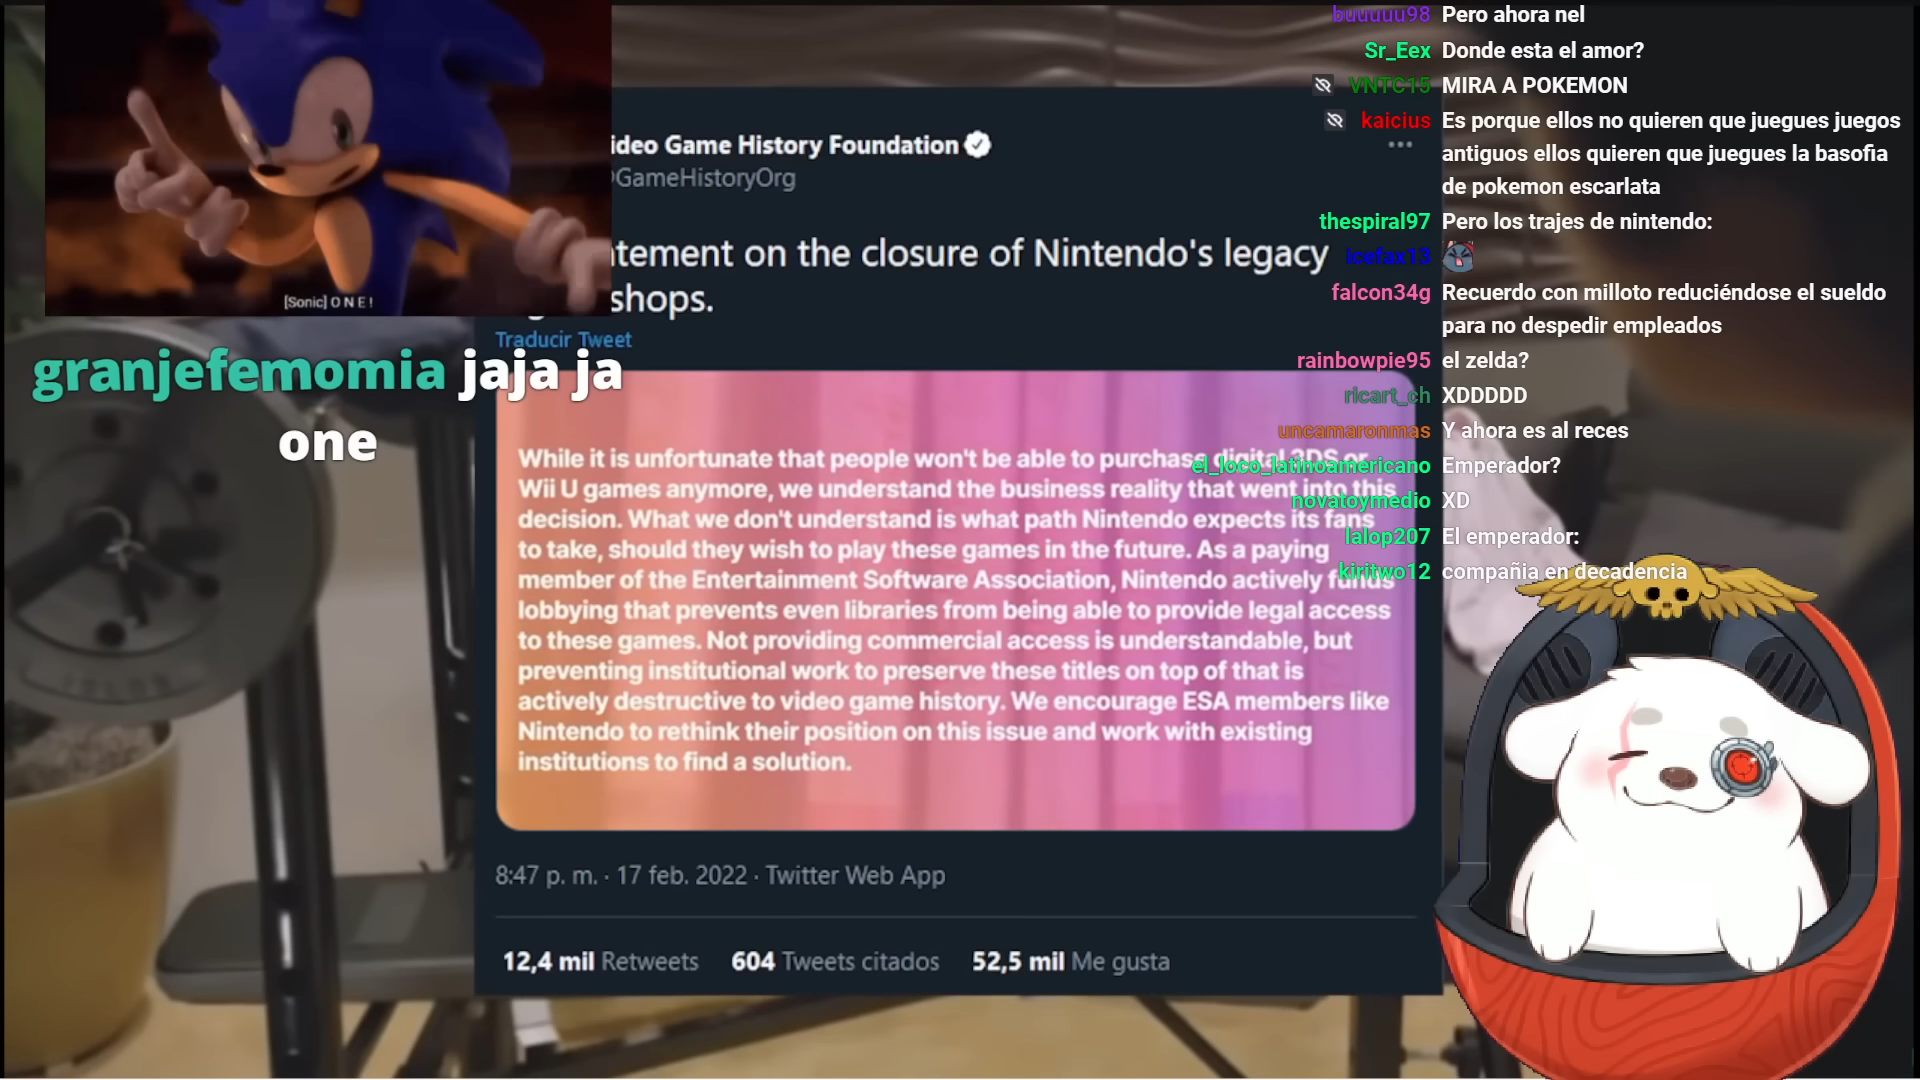 [Sonic] O N E !
granjefemomia jaja ja
one
ideo Game History Foundation
GameHistoryOrg
tement on the closure of Nintendo's legacy
shops.
Traducir Tweet
While it is unfortunate that people won't be able to purchase digital 3DS or
Wii U games anymore, we understand the business reality that went into this
decision. What we don't understand is what path Nintendo expects its fans
to take, should they wish to play these games in the future. As a paying
member of the Entertainment Software Association, Nintendo actively funds
lobbying that prevents even libraries from being able to provide legal access
to these games. Not providing commercial access is understandable, but
preventing institutional work to preserve these titles on top of that is
actively destructive to video game history. We encourage ESA members like
Nintendo to rethink their position on this issue and work with existing
institutions to find a solution.
8:47 p. m. · 17 feb. 2022 · Twitter Web App
12,4 mil Retweets 604 Tweets citados 52,5 mil Me gusta
buuuuu98 Pero ahora nel
Sr_Eex Donde esta el amor?
VNTC15 MIRA A POKEMON
kaicius Es porque ellos no quieren que juegues juegos
antiguos ellos quieren que juegues la basofia
de pokemon escarlata
thespiral97 Pero los trajes de nintendo:
icefax13
falcon34g Recuerdo con milloto reduciéndose el sueldo
para no despedir empleados
rainbowpie95 el zelda?
ricart_ch XDDDDD
uncamaronmas Y ahora es al reces
el_loco_latinoamericano Emperador?
novatoymedio XD
lalop207 El emperador:
kiritwo12 compañia en decadencia